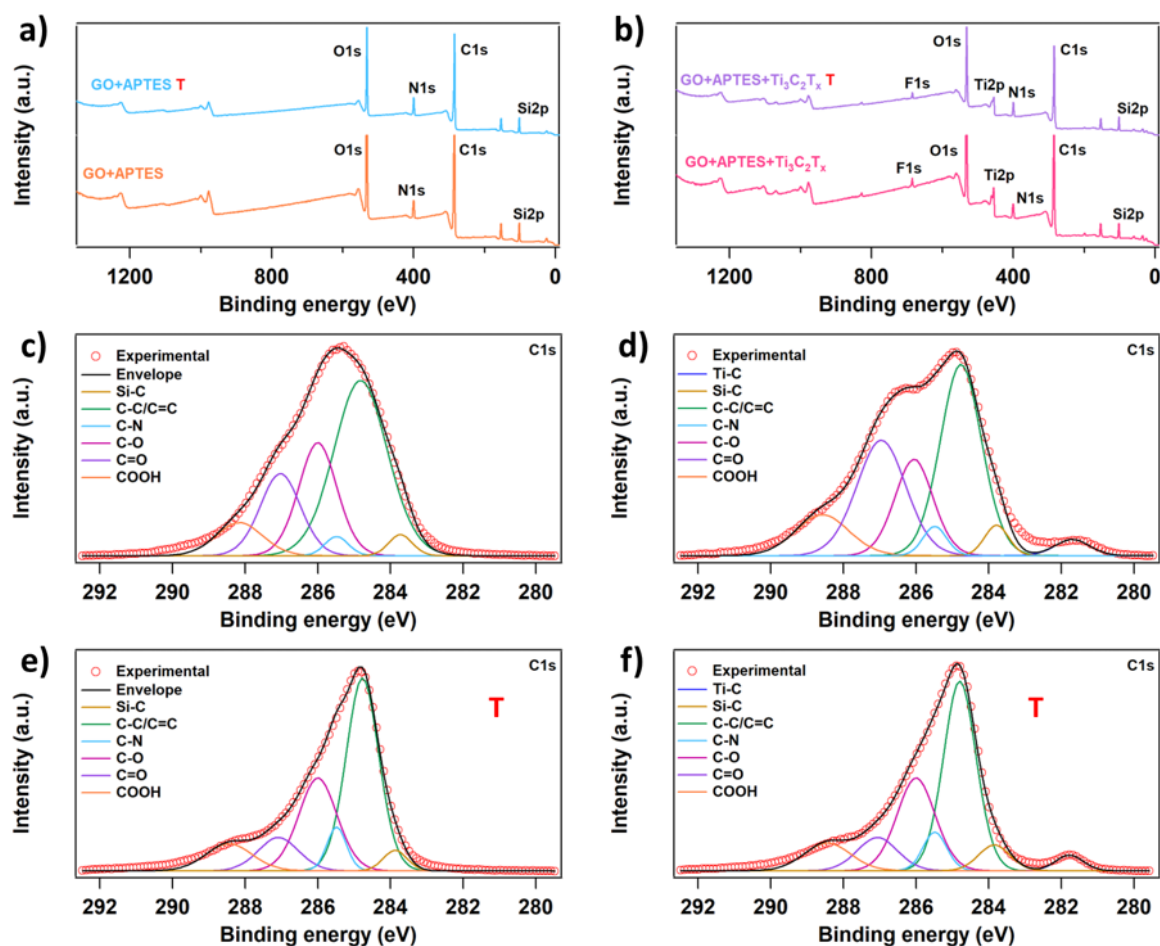 a)
Intensity (a.u.)
O1s
C1s
GO+APTES T
N1s
Si2p
O1s
C1s
GO+APTES
N1s
Si2p
1200 800 400 0
Binding energy (eV)
b)
Intensity (a.u.)
O1s
C1s
GO+APTES+Ti₃C₂Tₓ T
F1s
Ti2p
N1s
Si2p
O1s
C1s
GO+APTES+Ti₃C₂Tₓ
F1s
Ti2p
N1s
Si2p
1200 800 400 0
Binding energy (eV)
c)
Intensity (a.u.)
C1s
Experimental
Envelope
Si-C
C-C/C=C
C-N
C-O
C=O
COOH
292 290 288 286 284 282 280
Binding energy (eV)
d)
Intensity (a.u.)
C1s
Experimental
Ti-C
Si-C
C-C/C=C
C-N
C-O
C=O
COOH
292 290 288 286 284 282 280
Binding energy (eV)
e)
Intensity (a.u.)
C1s
Experimental
Envelope
Si-C
C-C/C=C
C-N
C-O
C=O
COOH
T
292 290 288 286 284 282 280
Binding energy (eV)
f)
Intensity (a.u.)
C1s
Experimental
Ti-C
Si-C
C-C/C=C
C-N
C-O
C=O
COOH
T
292 290 288 286 284 282 280
Binding energy (eV)